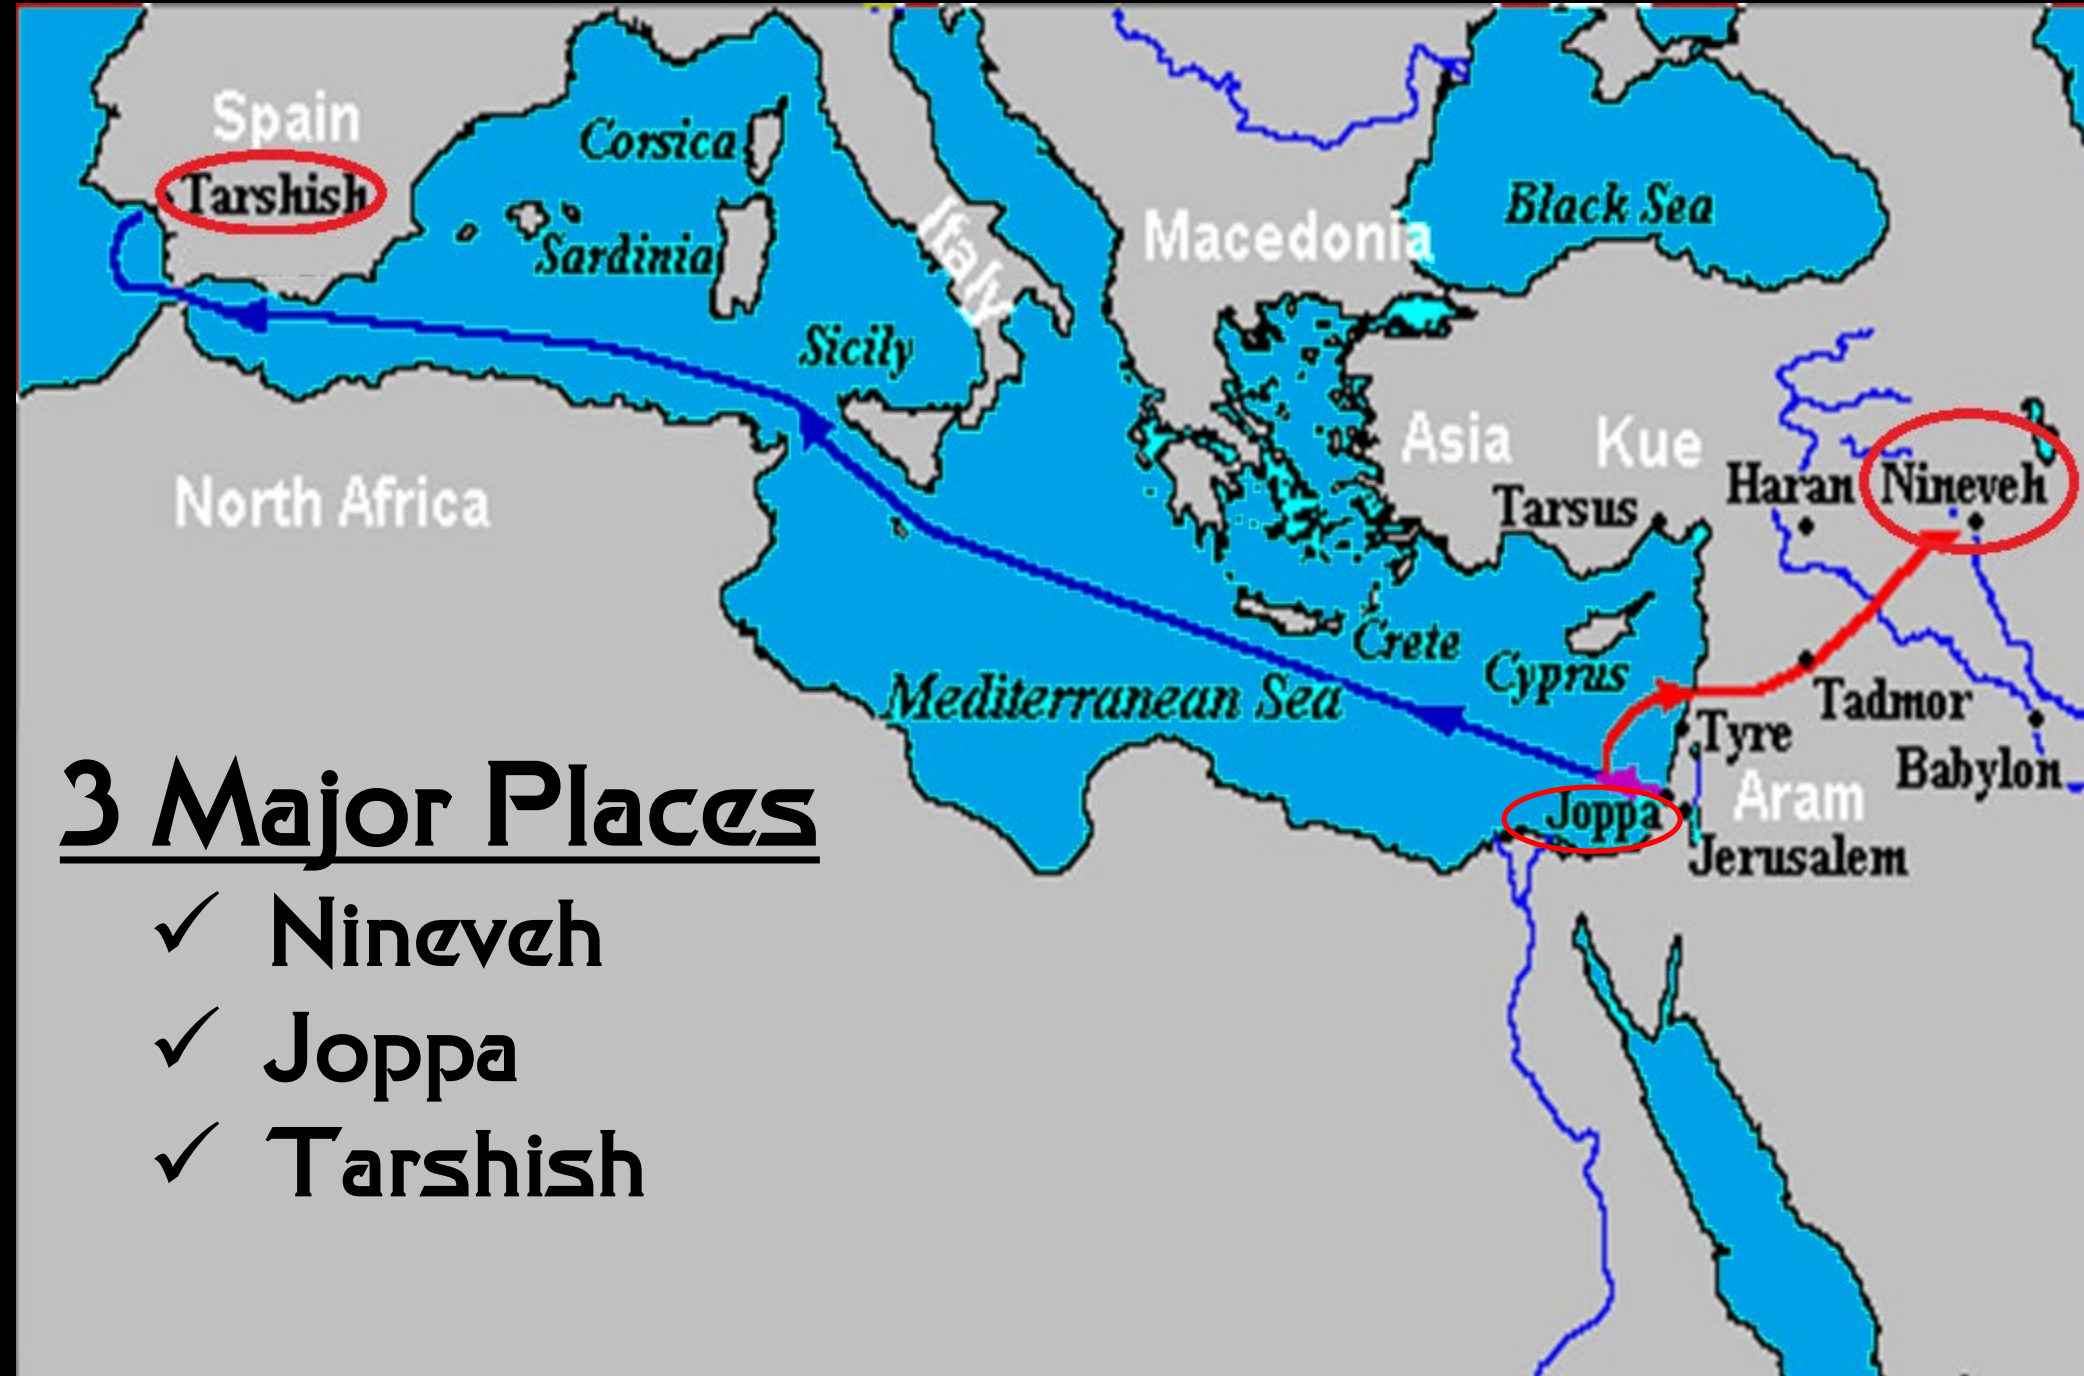 Spain
Tarshish
Corsica
Sardinia
Italy
Sicily
Macedonia
Black Sea
North Africa
Asia
Kue
Tarsus
Haran
Nineveh
Crete
Cyprus
Mediterranean Sea
Tadmor
Tyre
Babylon
Aram
Joppa
Jerusalem
3 Major Places
✓ Nineveh
✓ Joppa
✓ Tarshish